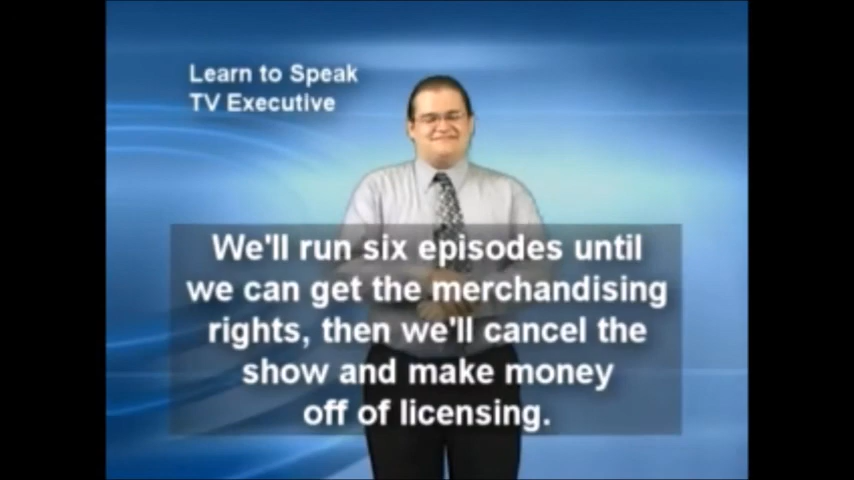 Learn to Speak
TV Executive
We'll run six episodes until
we can get the merchandising
rights, then we'll cancel the
show and make money
off of licensing.